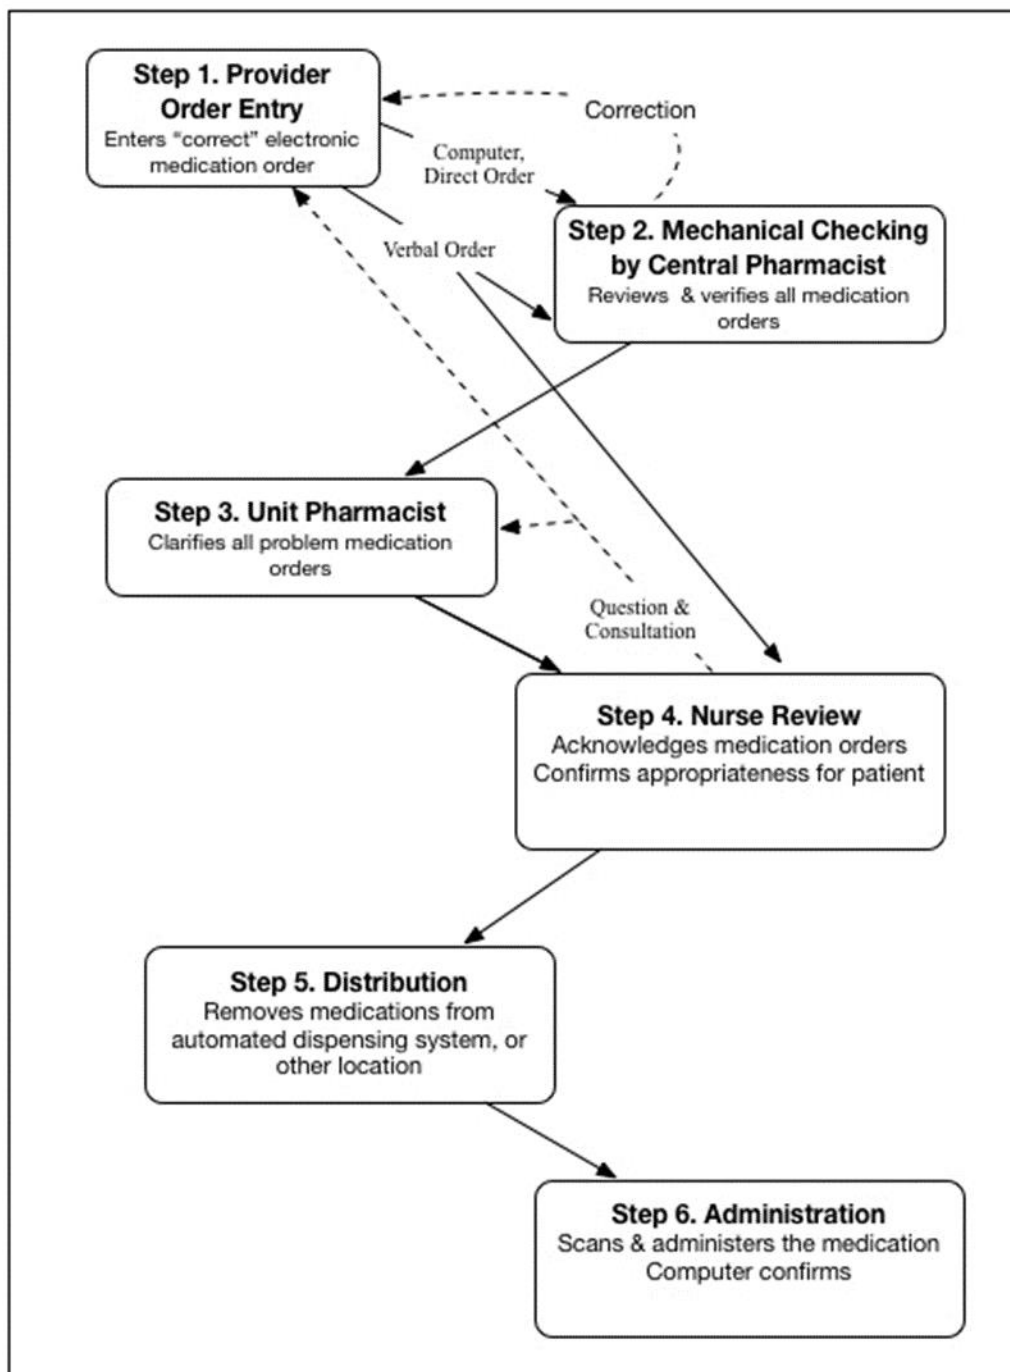 Step 1. Provider
Order Entry
Enters “correct” electronic
medication order
Correction
Computer,
Direct Order
Verbal Order
Step 2. Mechanical Checking
by Central Pharmacist
Reviews & verifies all medication
orders
Step 3. Unit Pharmacist
Clarifies all problem medication
orders
Question &
Consultation
Step 4. Nurse Review
Acknowledges medication orders
Confirms appropriateness for patient
Step 5. Distribution
Removes medications from
automated dispensing system, or
other location
Step 6. Administration
Scans & administers the medication
Computer confirms